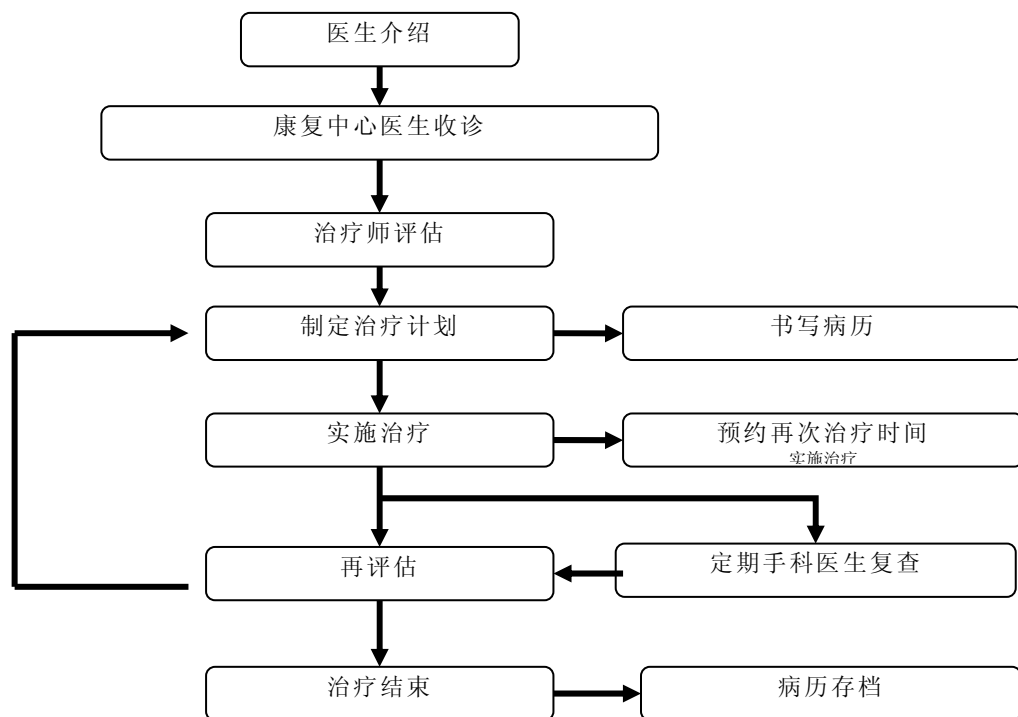 医生介绍
康复中心医生收诊
治疗师评估
制定治疗计划
书写病历
实施治疗
预约再次治疗时间
实施治疗
再评估
定期手科医生复查
治疗结束
病历存档